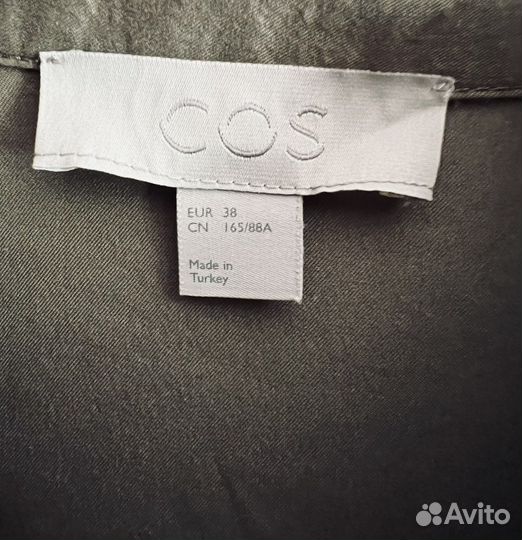 COS
EUR 38
CN 165/88A
Made in
Turkey
Avito